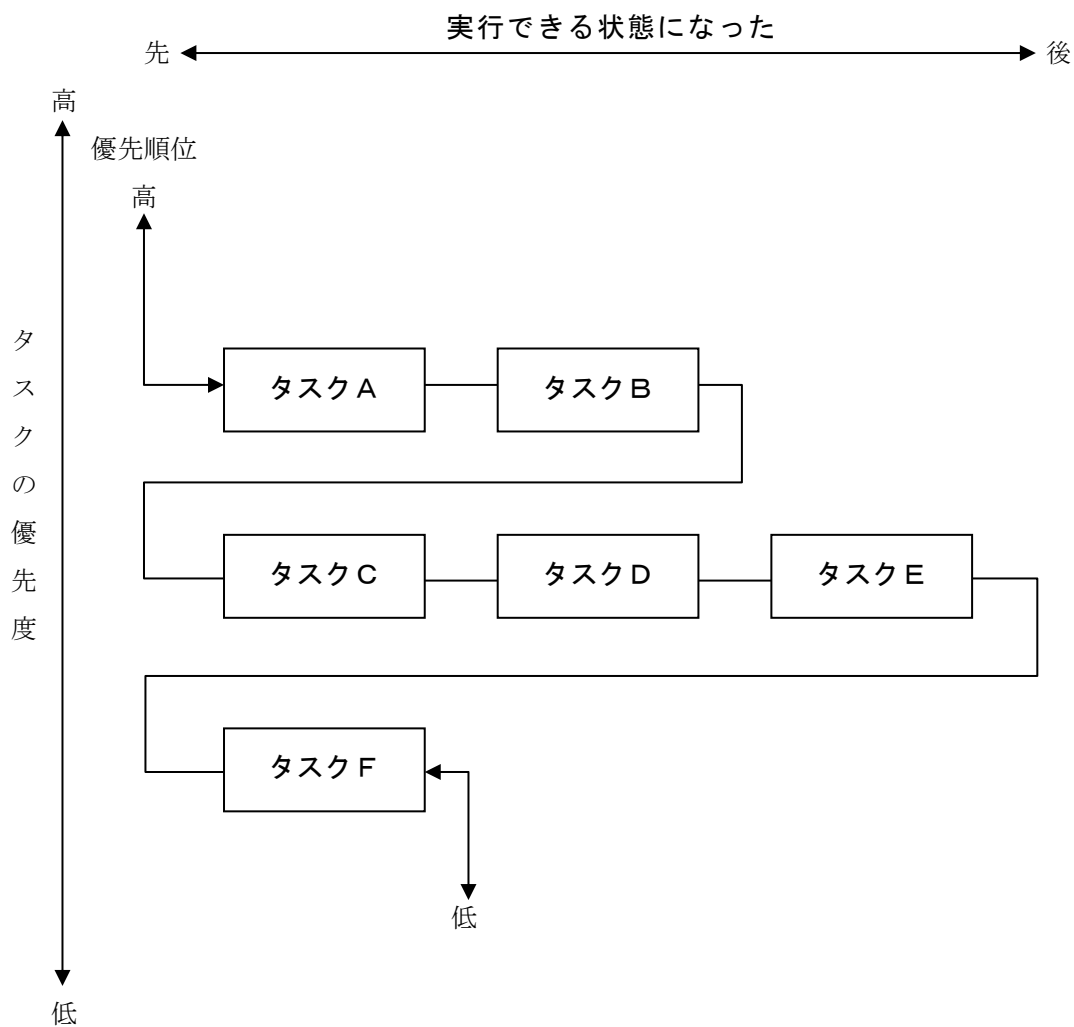 実行できる状態になった
先
後
高
優先順位
高
タスクの優先度
タスクA
タスクB
タスクC
タスクD
タスクE
タスクF
低
低